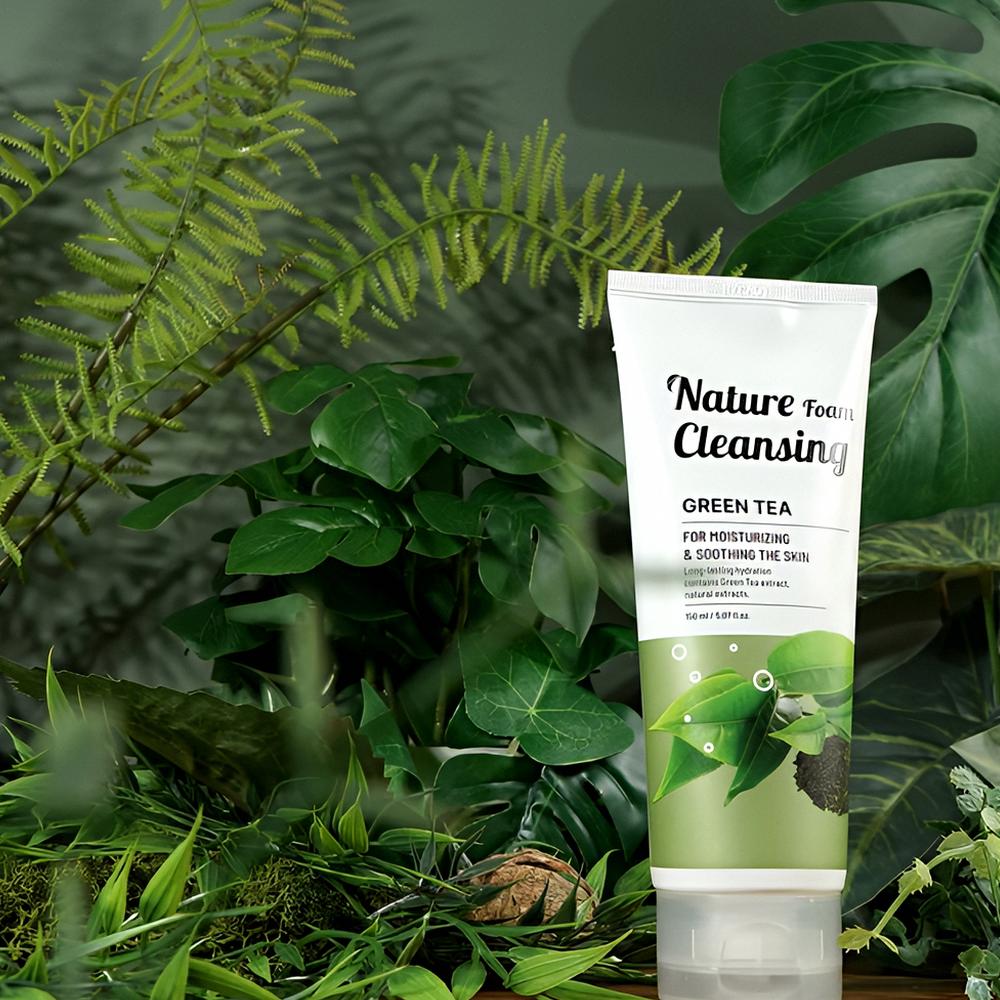 Nature Foam
Cleansing
GREEN TEA
FOR MOISTURIZING
& SOOTHING THE SKIN
Long-lasting hydration
contains Green Tea extract,
natural extracts.
150 ml / 5.07 fl.oz.